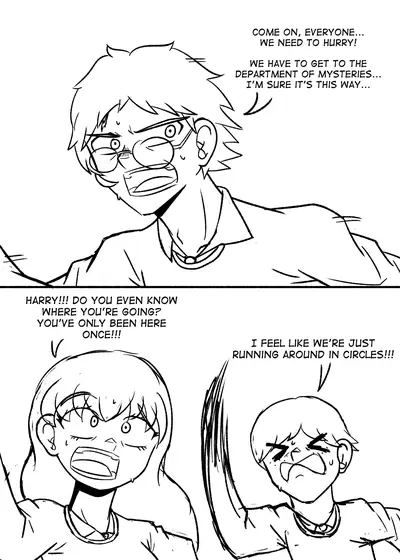 COME ON, EVERYONE...
WE NEED TO HURRY!
WE HAVE TO GET TO THE
DEPARTMENT OF MYSTERIES...
I'M SURE IT'S THIS WAY...
HARRY!!! DO YOU EVEN KNOW
WHERE YOU'RE GOING?
YOU'VE ONLY BEEN HERE
ONCE!!!
I FEEL LIKE WE'RE JUST
RUNNING AROUND IN CIRCLES!!!